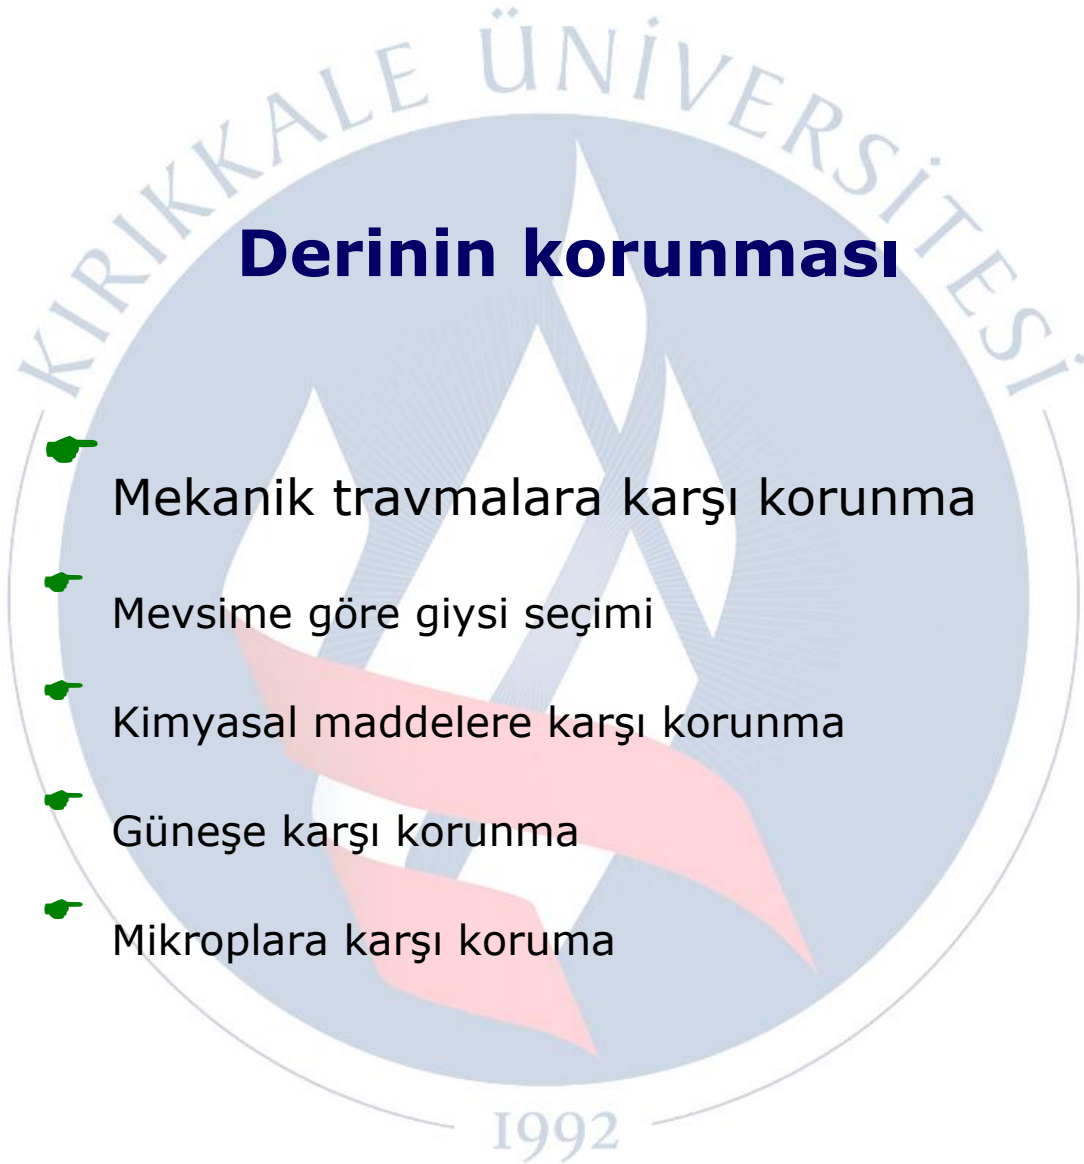 KIRIKKALE ÜNİVERSİTESİ
Derinin korunması
Mekanik travmalara karşı korunma
Mevsime göre giysi seçimi
Kimyasal maddelere karşı korunma
Güneşe karşı korunma
Mikroplara karşı koruma
1992